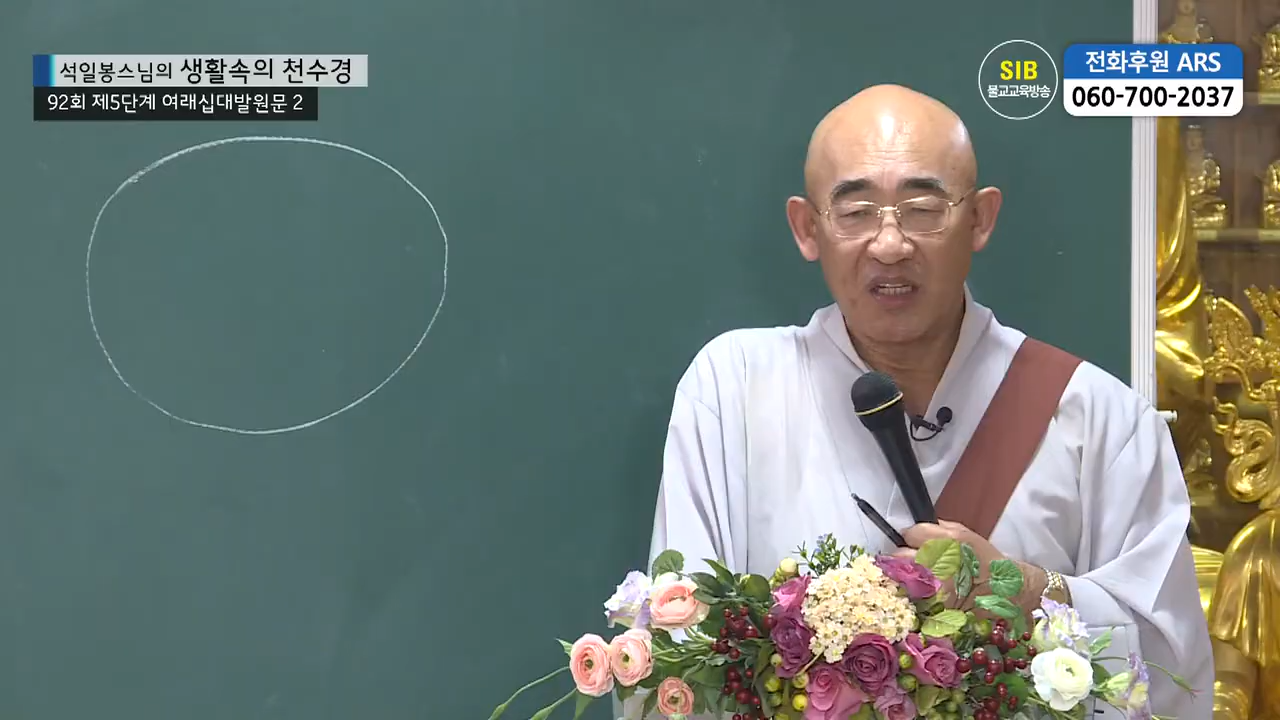 석일봉스님의 생활속의 천수경
92회 제5단계 여래십대발원문 2
SIB
불교교육방송
전화후원 ARS
060-700-2037